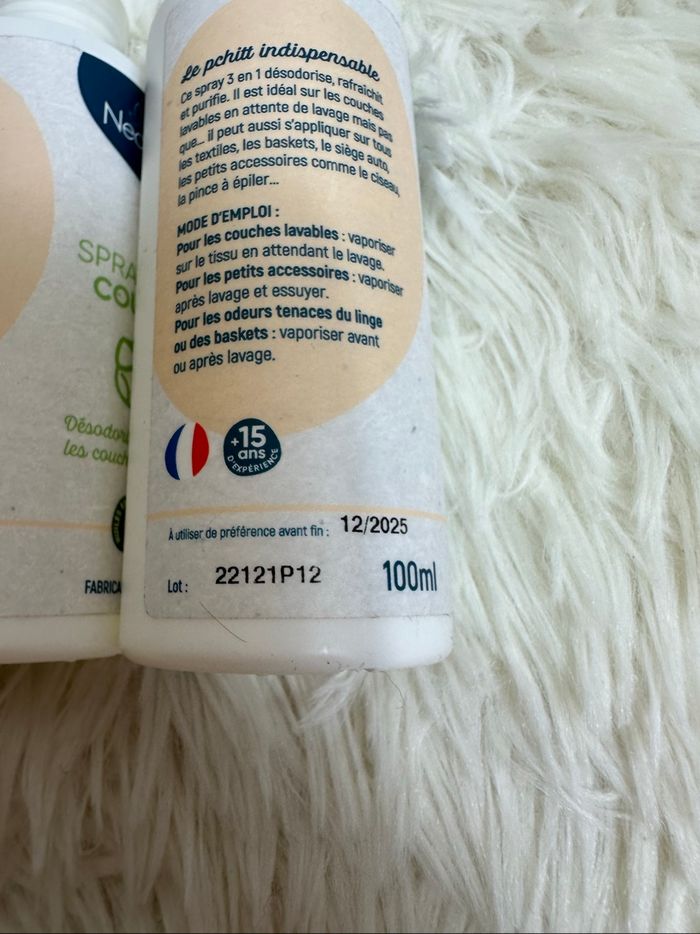 Le pchitt indispensable
Ce spray 3 en 1 désodorise, rafraichit
et purifie. Il est idéal sur les couches
lavables en attente de lavage mais pas
que... il peut aussi s'appliquer sur tous
les textiles, les baskets, le siège auto,
les petits accessoires comme le ciseau,
la pince à épiler...
MODE D'EMPLOI :
Pour les couches lavables : vaporiser
sur le tissu en attendant le lavage.
Pour les petits accessoires : vaporiser
après lavage et essuyer.
Pour les odeurs tenaces du linge
ou des baskets : vaporiser avant
ou après lavage.
+15
ans
D'EXPÉRIENCE
À utiliser de préférence avant fin : 12/2025
Lot : 22121P12 100ml
SPRA
COU
Désodori
les couch
FABRICA